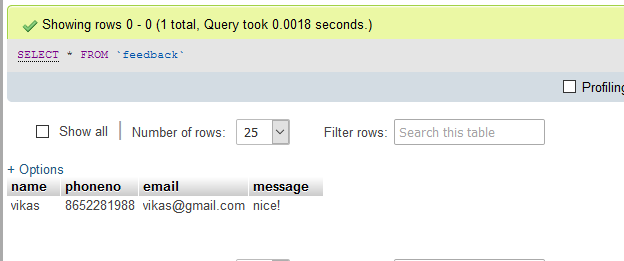 Showing rows 0 - 0 (1 total, Query took 0.0018 seconds.)
SELECT * FROM `feedback`
Profiling
Show all Number of rows: 25 Filter rows: Search this table
+ Options
name phoneno email message
vikas 8652281988 vikas@gmail.com nice!